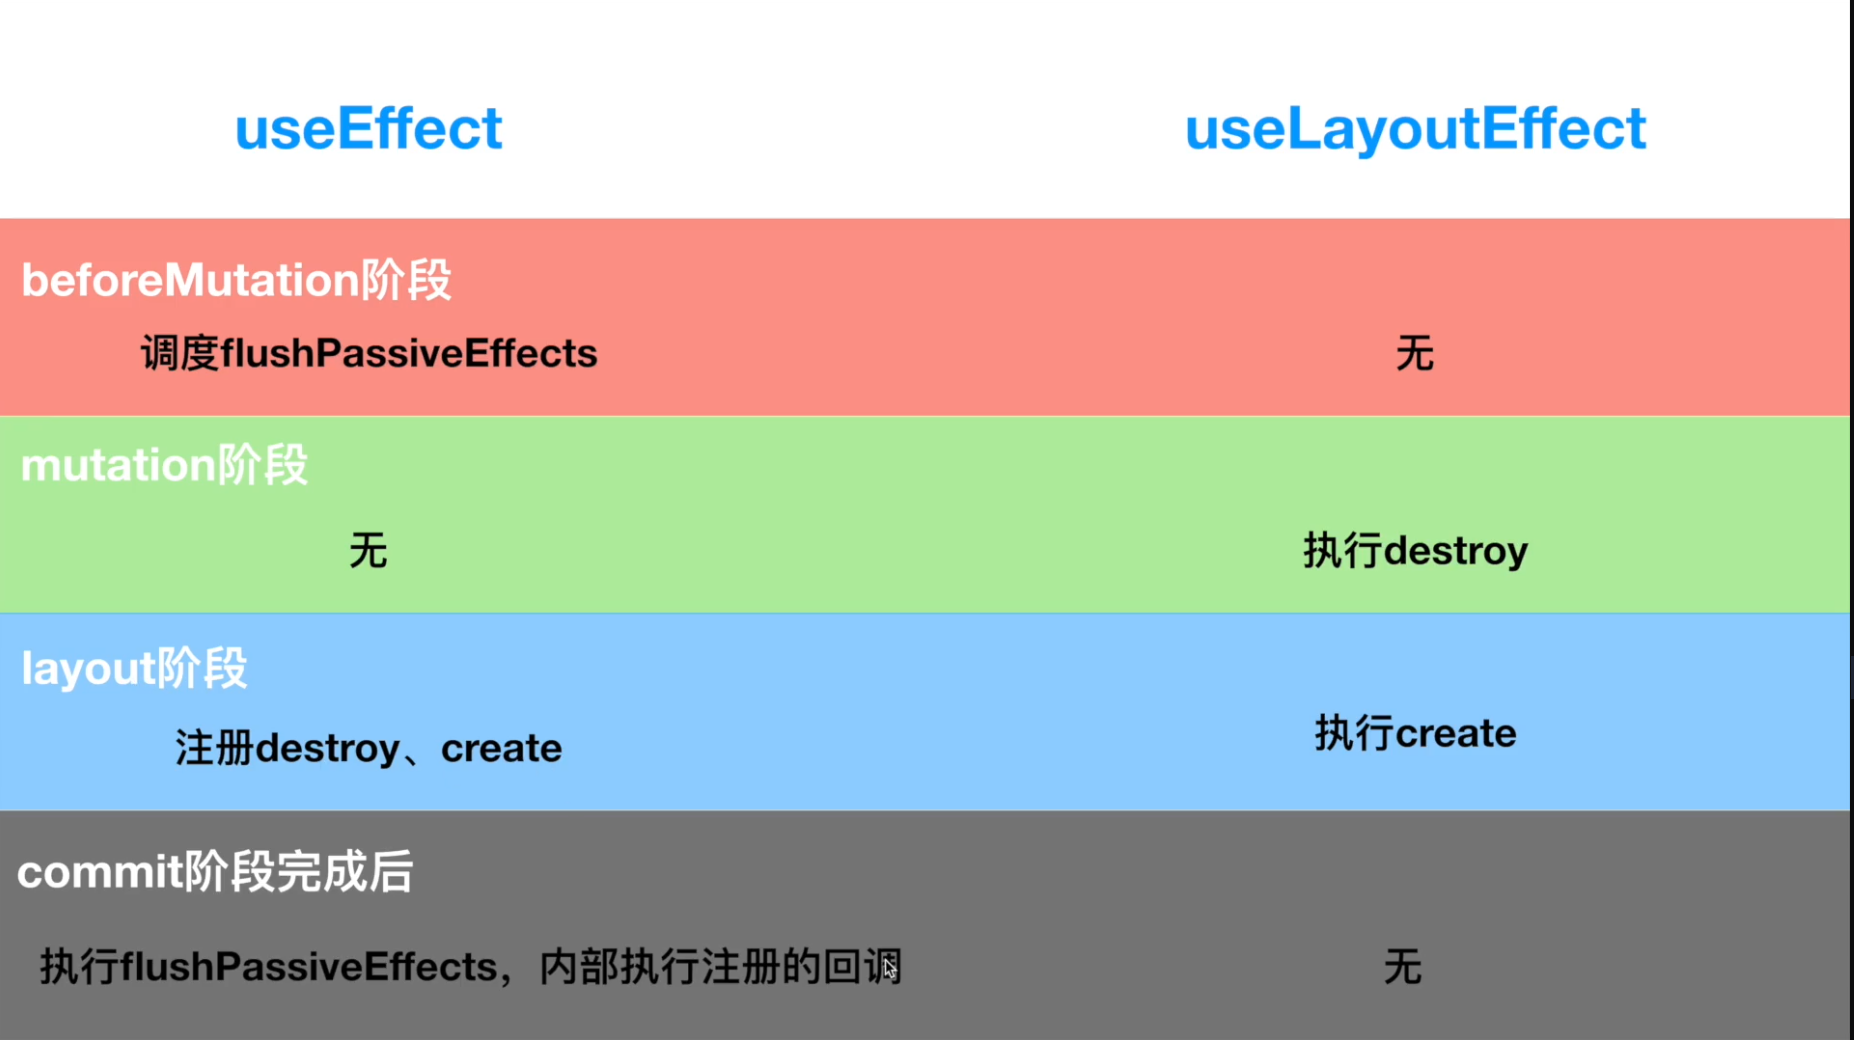 useEffect
useLayoutEffect
beforeMutation阶段
调度flushPassiveEffects
无
mutation阶段
无
执行destroy
layout阶段
注册destroy、create
执行create
commit阶段完成后
执行flushPassiveEffects，内部执行注册的回调
无